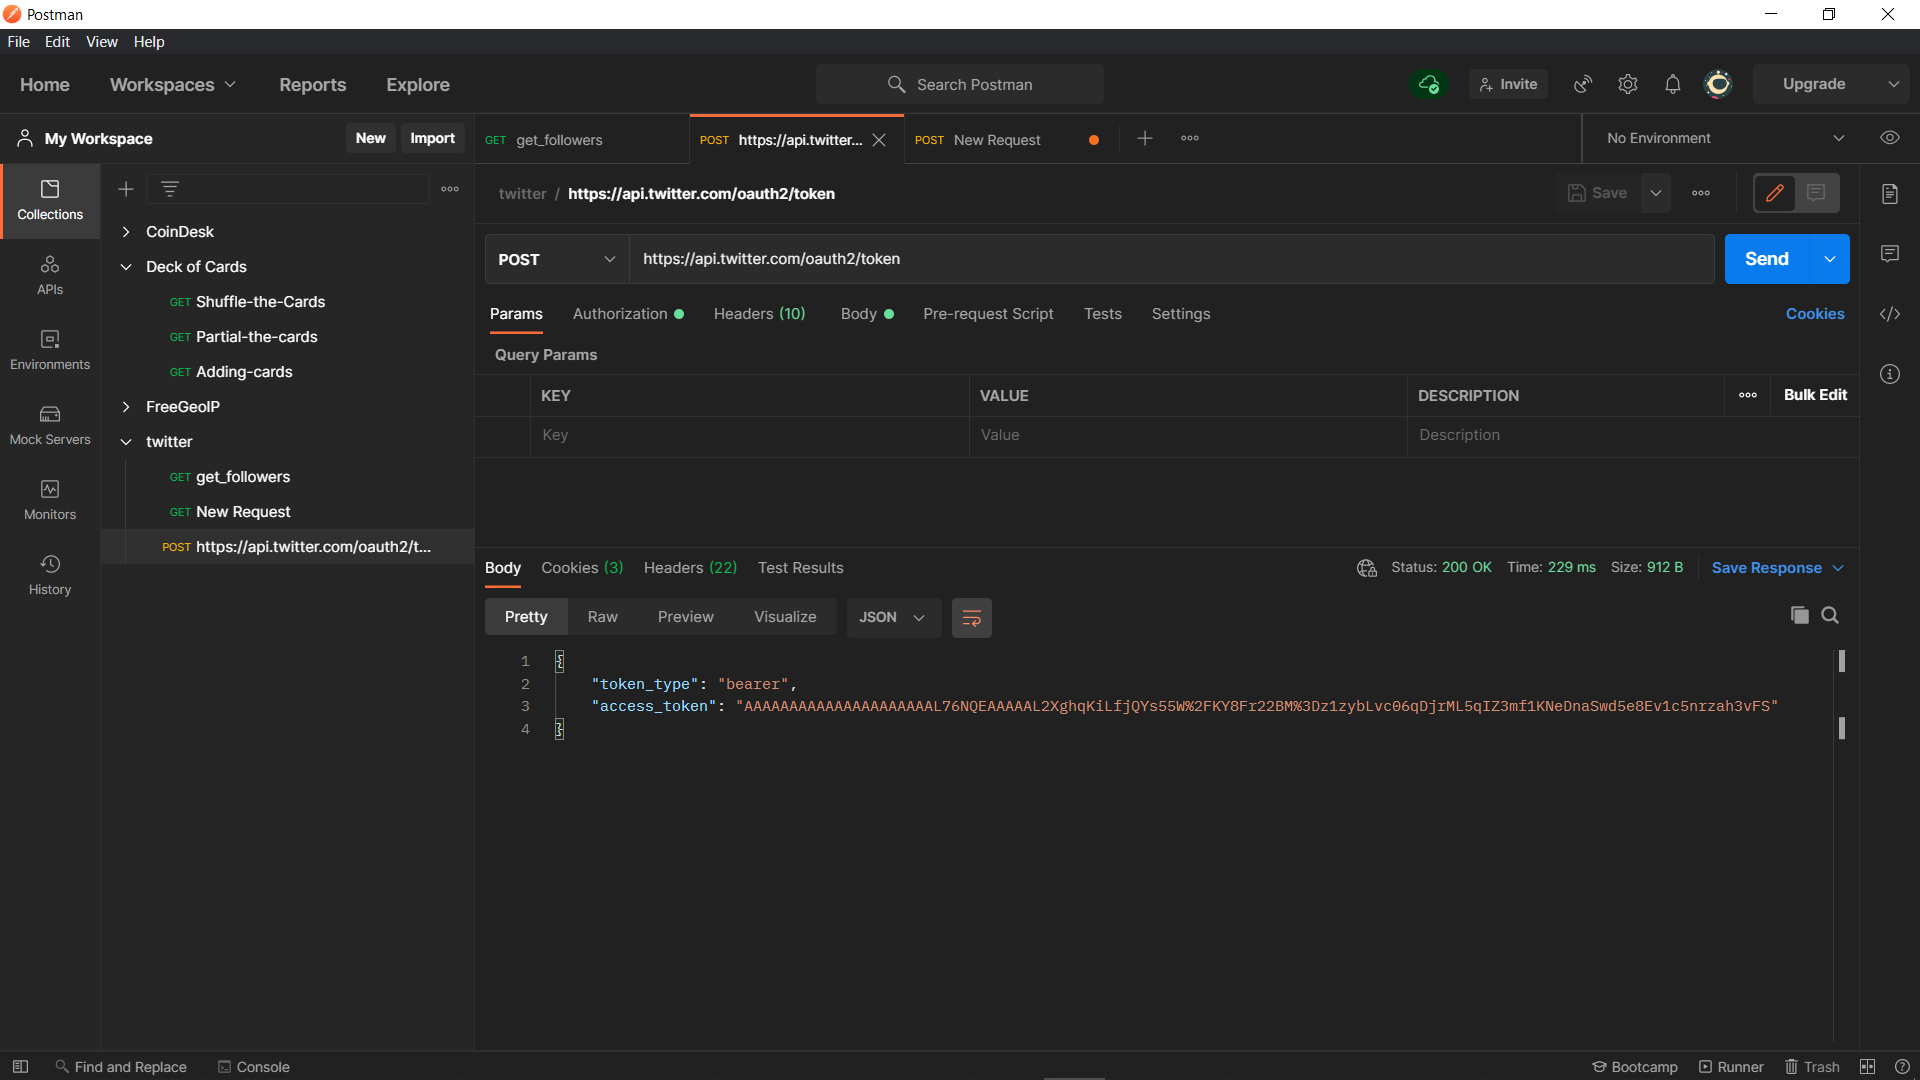 Postman
File Edit View Help
Home Workspaces Reports Explore
Search Postman
Invite
Upgrade
My Workspace
New Import
GET get_followers
POST https://api.twitter...
POST New Request
No Environment
Collections
APIs
Environments
Mock Servers
Monitors
History
CoinDesk
Deck of Cards
GET Shuffle-the-Cards
GET Partial-the-cards
GET Adding-cards
FreeGeoIP
twitter
GET get_followers
GET New Request
POST https://api.twitter.com/oauth2/t...
twitter / https://api.twitter.com/oauth2/token
Save
POST https://api.twitter.com/oauth2/token
Send
Params Authorization Headers (10) Body Pre-request Script Tests Settings
Cookies
Query Params
KEY VALUE DESCRIPTION Bulk Edit
Key Value Description
Body Cookies (3) Headers (22) Test Results
Status: 200 OK Time: 229 ms Size: 912 B Save Response
Pretty Raw Preview Visualize JSON
1 {
2 "token_type": "bearer",
3 "access_token": "AAAAAAAAAAAAAAAAAAAAAL76NQEAAAAAL2XghqKiLfjQYs55W%2FKY8Fr22BM%3Dz1zybLvc06qDjrML5qIZ3mf1KNeDnaSwd5e8Ev1c5nrzah3vFS"
4 }
Find and Replace Console
Bootcamp Runner Trash